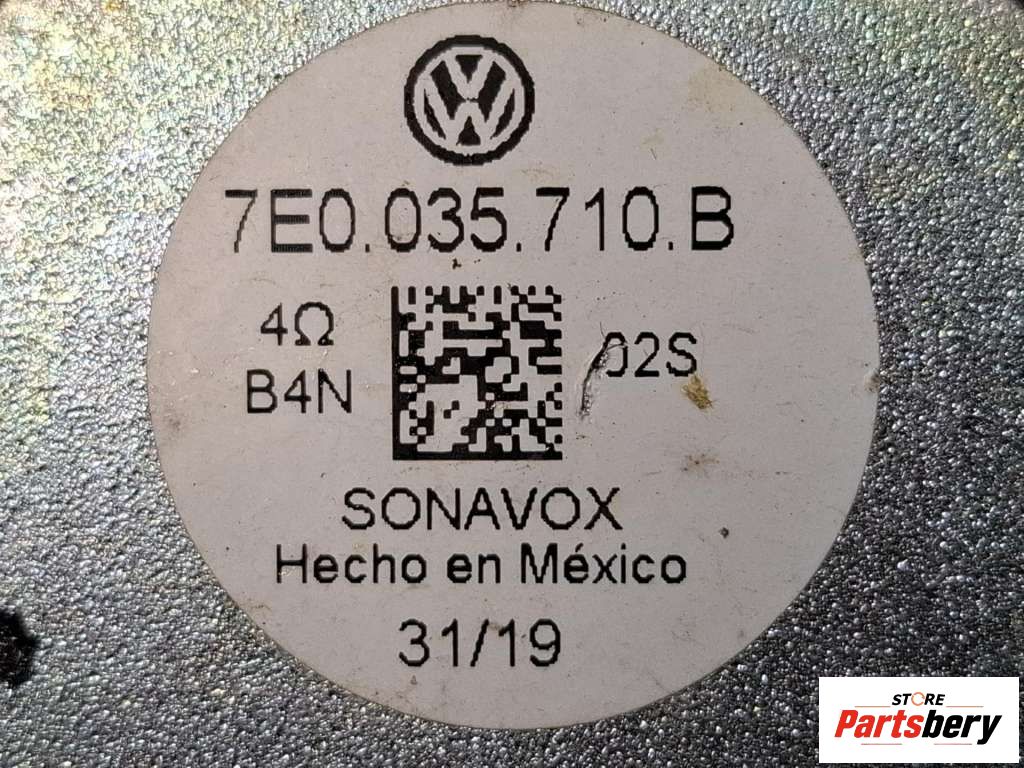 7E0.035.710.B
4Ω
B4N
02S
SONAVOX
Hecho en México
31/19
STORE
Partsbery